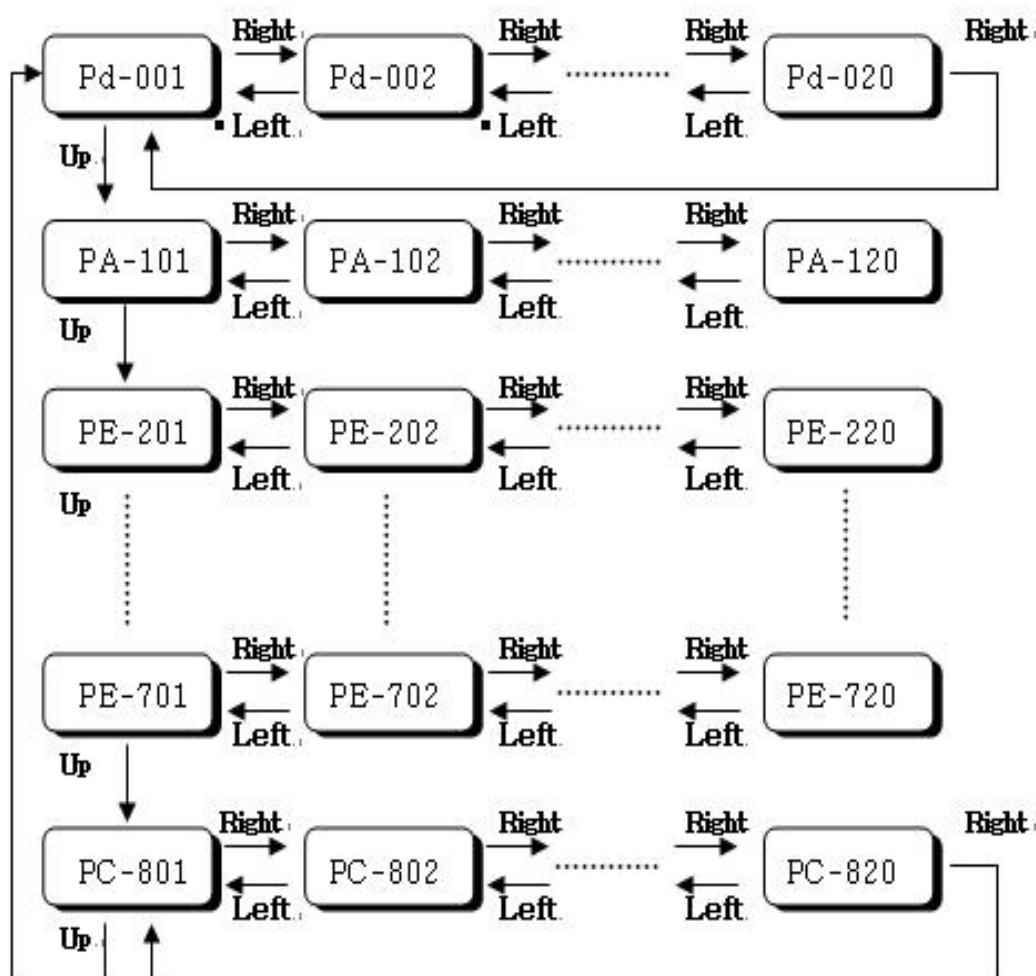 Right Right Right Right
Pd-001 Pd-002 Pd-020
Left Left Left
Up
Right Right Right
PA-101 PA-102 PA-120
Left Left Left
Up
Right Right Right
PE-201 PE-202 PE-220
Left Left Left
Up
Right Right Right
PE-701 PE-702 PE-720
Left Left Left
Up
Right Right Right Right
PC-801 PC-802 PC-820
Left Left Left
Up